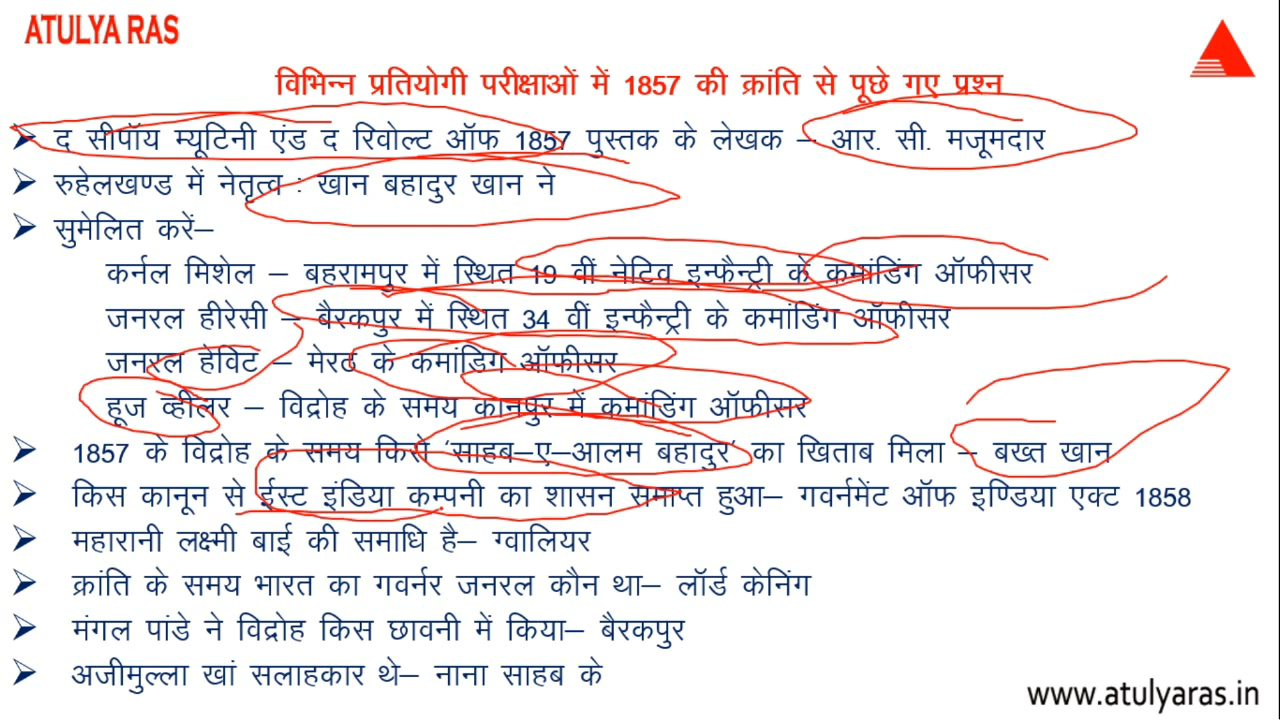 ATULYA RAS
विभिन्न प्रतियोगी परीक्षाओं में 1857 की क्रांति से पूछे गए प्रश्न
➢ द सीपॉय म्यूटिनी एंड द रिवोल्ट ऑफ 1857 पुस्तक के लेखक – आर. सी. मजूमदार
➢ रुहेलखण्ड में नेतृत्व : खान बहादुर खान ने
➢ सुमेलित करें–
कर्नल मिशेल – बहरामपुर में स्थित 19 वीं नेटिव इन्फैन्ट्री के कमांडिंग ऑफीसर
जनरल हीरेसी – बैरकपुर में स्थित 34 वीं इन्फैन्ट्री के कमांडिंग ऑफीसर
जनरल हेविट – मेरठ के कमांडिग ऑफीसर
हूज व्हीलर – विद्रोह के समय कानपुर में कमांडिंग ऑफीसर
➢ 1857 के विद्रोह के समय किसे ‘साहब–ए–आलम बहादुर’ का खिताब मिला – बख्त खान
➢ किस कानून से ईस्ट इंडिया कम्पनी का शासन समाप्त हुआ– गवर्नमेंट ऑफ इण्डिया एक्ट 1858
➢ महारानी लक्ष्मी बाई की समाधि है– ग्वालियर
➢ क्रांति के समय भारत का गवर्नर जनरल कौन था– लॉर्ड केनिंग
➢ मंगल पांडे ने विद्रोह किस छावनी में किया– बैरकपुर
➢ अजीमुल्ला खां सलाहकार थे– नाना साहब के
www.atulyaras.in